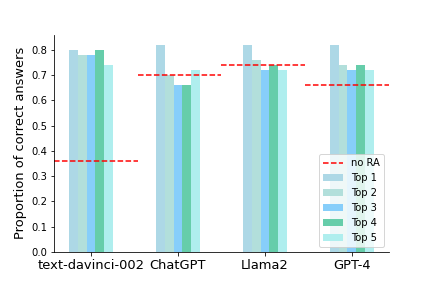 Proportion of correct answers
0.8
0.7
0.6
0.5
0.4
0.3
0.2
0.1
0.0
no RA
Top 1
Top 2
Top 3
Top 4
Top 5
text-davinci-002 ChatGPT Llama2 GPT-4